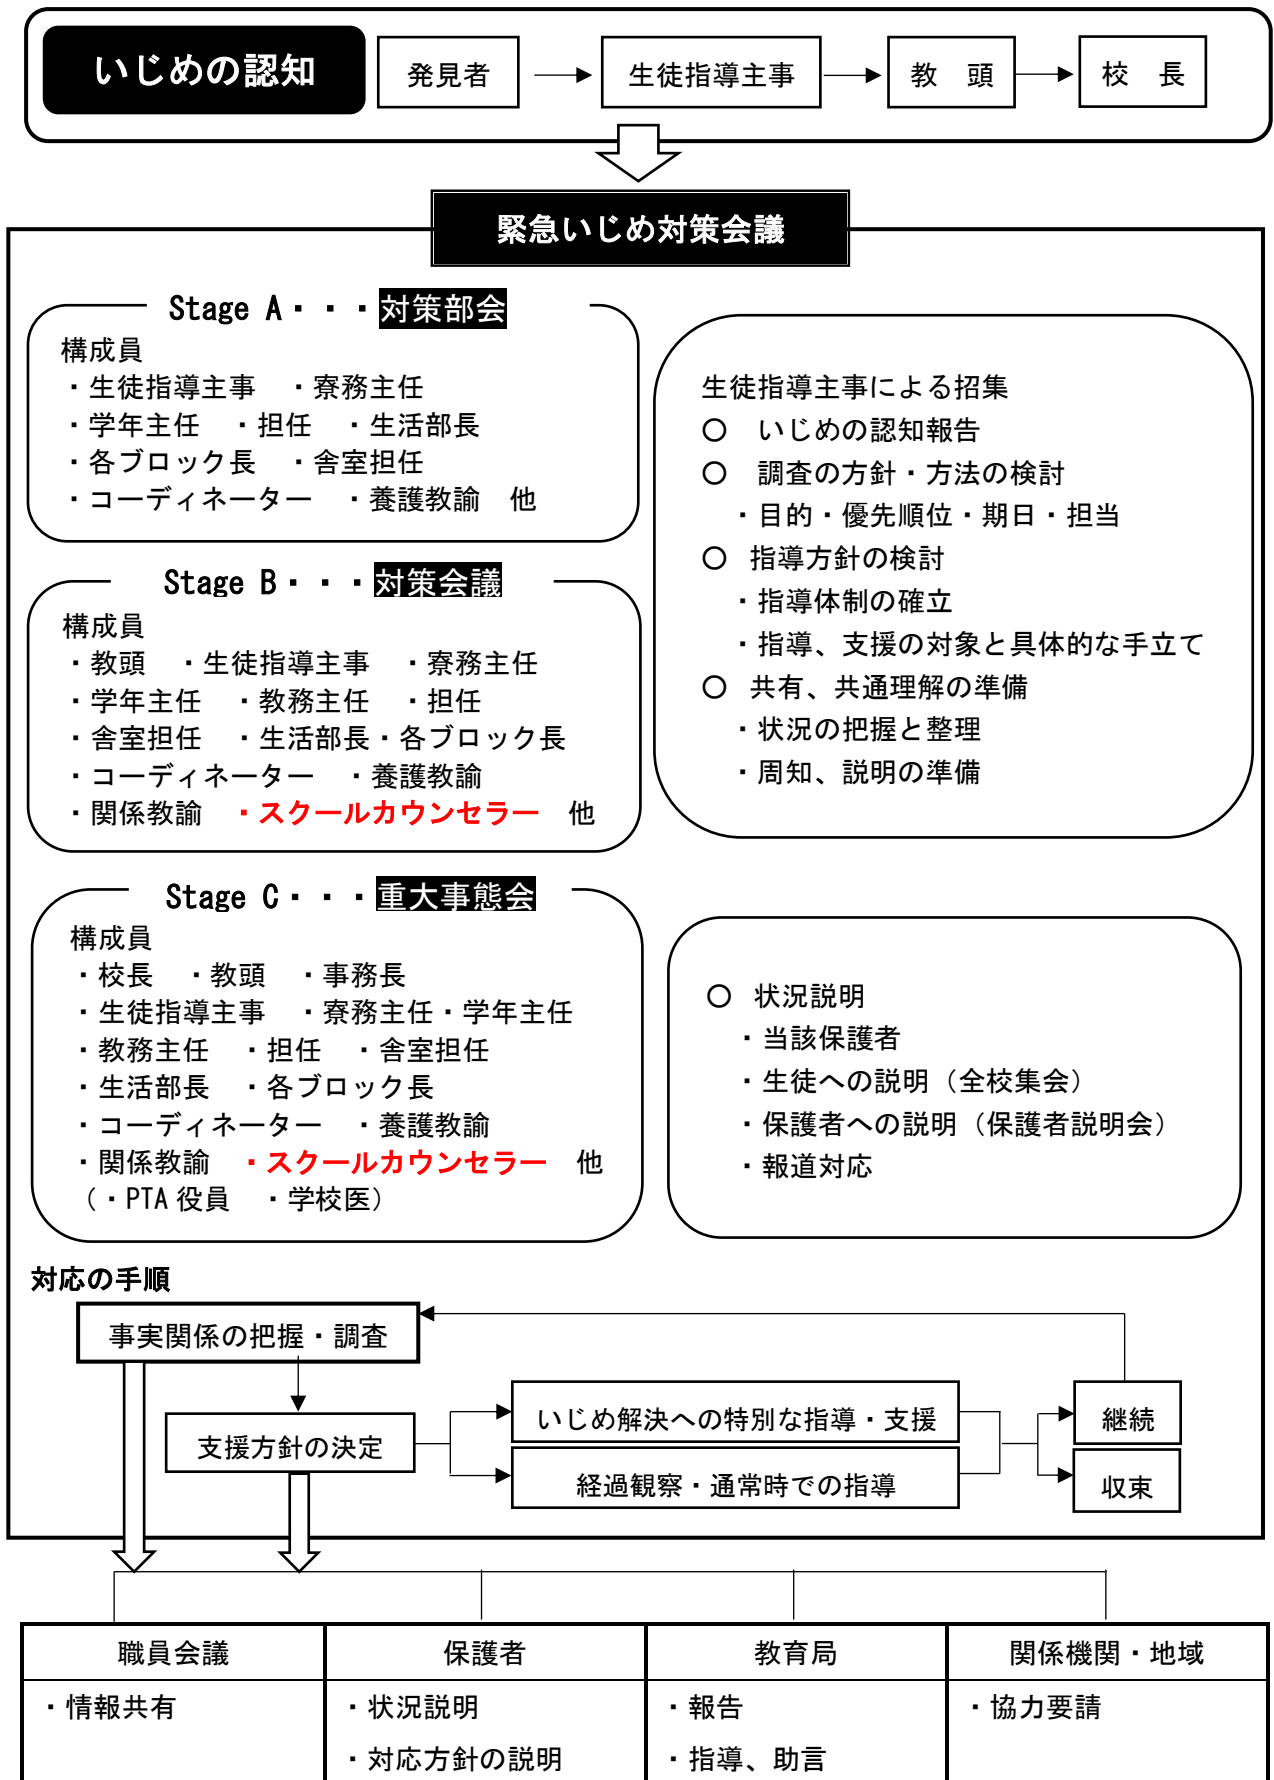 いじめの認知
発見者
生徒指導主事
教　頭
校　長
緊急いじめ対策会議
Stage A・・・対策部会
構成員
・生徒指導主事　・寮務主任
・学年主任　・担任　・生活部長
・各ブロック長　・舎室担任
・コーディネーター　・養護教諭　他
生徒指導主事による招集
○　いじめの認知報告
○　調査の方針・方法の検討
・目的・優先順位・期日・担当
○　指導方針の検討
・指導体制の確立
・指導、支援の対象と具体的な手立て
○　共有、共通理解の準備
・状況の把握と整理
・周知、説明の準備
Stage B・・・対策会議
構成員
・教頭　・生徒指導主事　・寮務主任
・学年主任　・教務主任　・担任
・舎室担任　・生活部長・各ブロック長
・コーディネーター　・養護教諭
・関係教諭　・スクールカウンセラー　他
Stage C・・・重大事態会
構成員
・校長　・教頭　・事務長
・生徒指導主事　・寮務主任・学年主任
・教務主任　・担任　・舎室担任
・生活部長　・各ブロック長
・コーディネーター　・養護教諭
・関係教諭　・スクールカウンセラー　他
（・PTA 役員　・学校医）
○　状況説明
・当該保護者
・生徒への説明（全校集会）
・保護者への説明（保護者説明会）
・報道対応
対応の手順
事実関係の把握・調査
支援方針の決定
いじめ解決への特別な指導・支援
経過観察・通常時での指導
継続
収束
職員会議
・情報共有
保護者
・状況説明
・対応方針の説明
教育局
・報告
・指導、助言
関係機関・地域
・協力要請